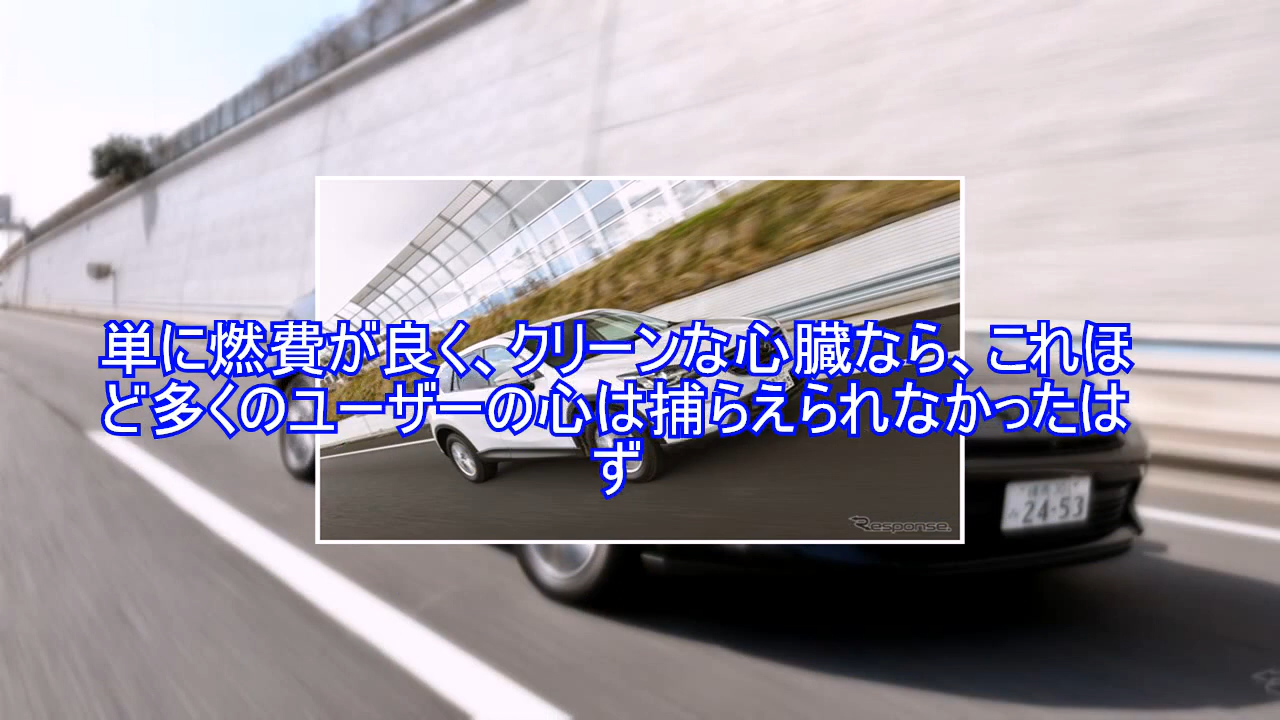 単に燃費が良く、クリーンな心臓なら、これほ
ど多くのユーザーの心は捕らえられなかったは
ず
Response.
24-53